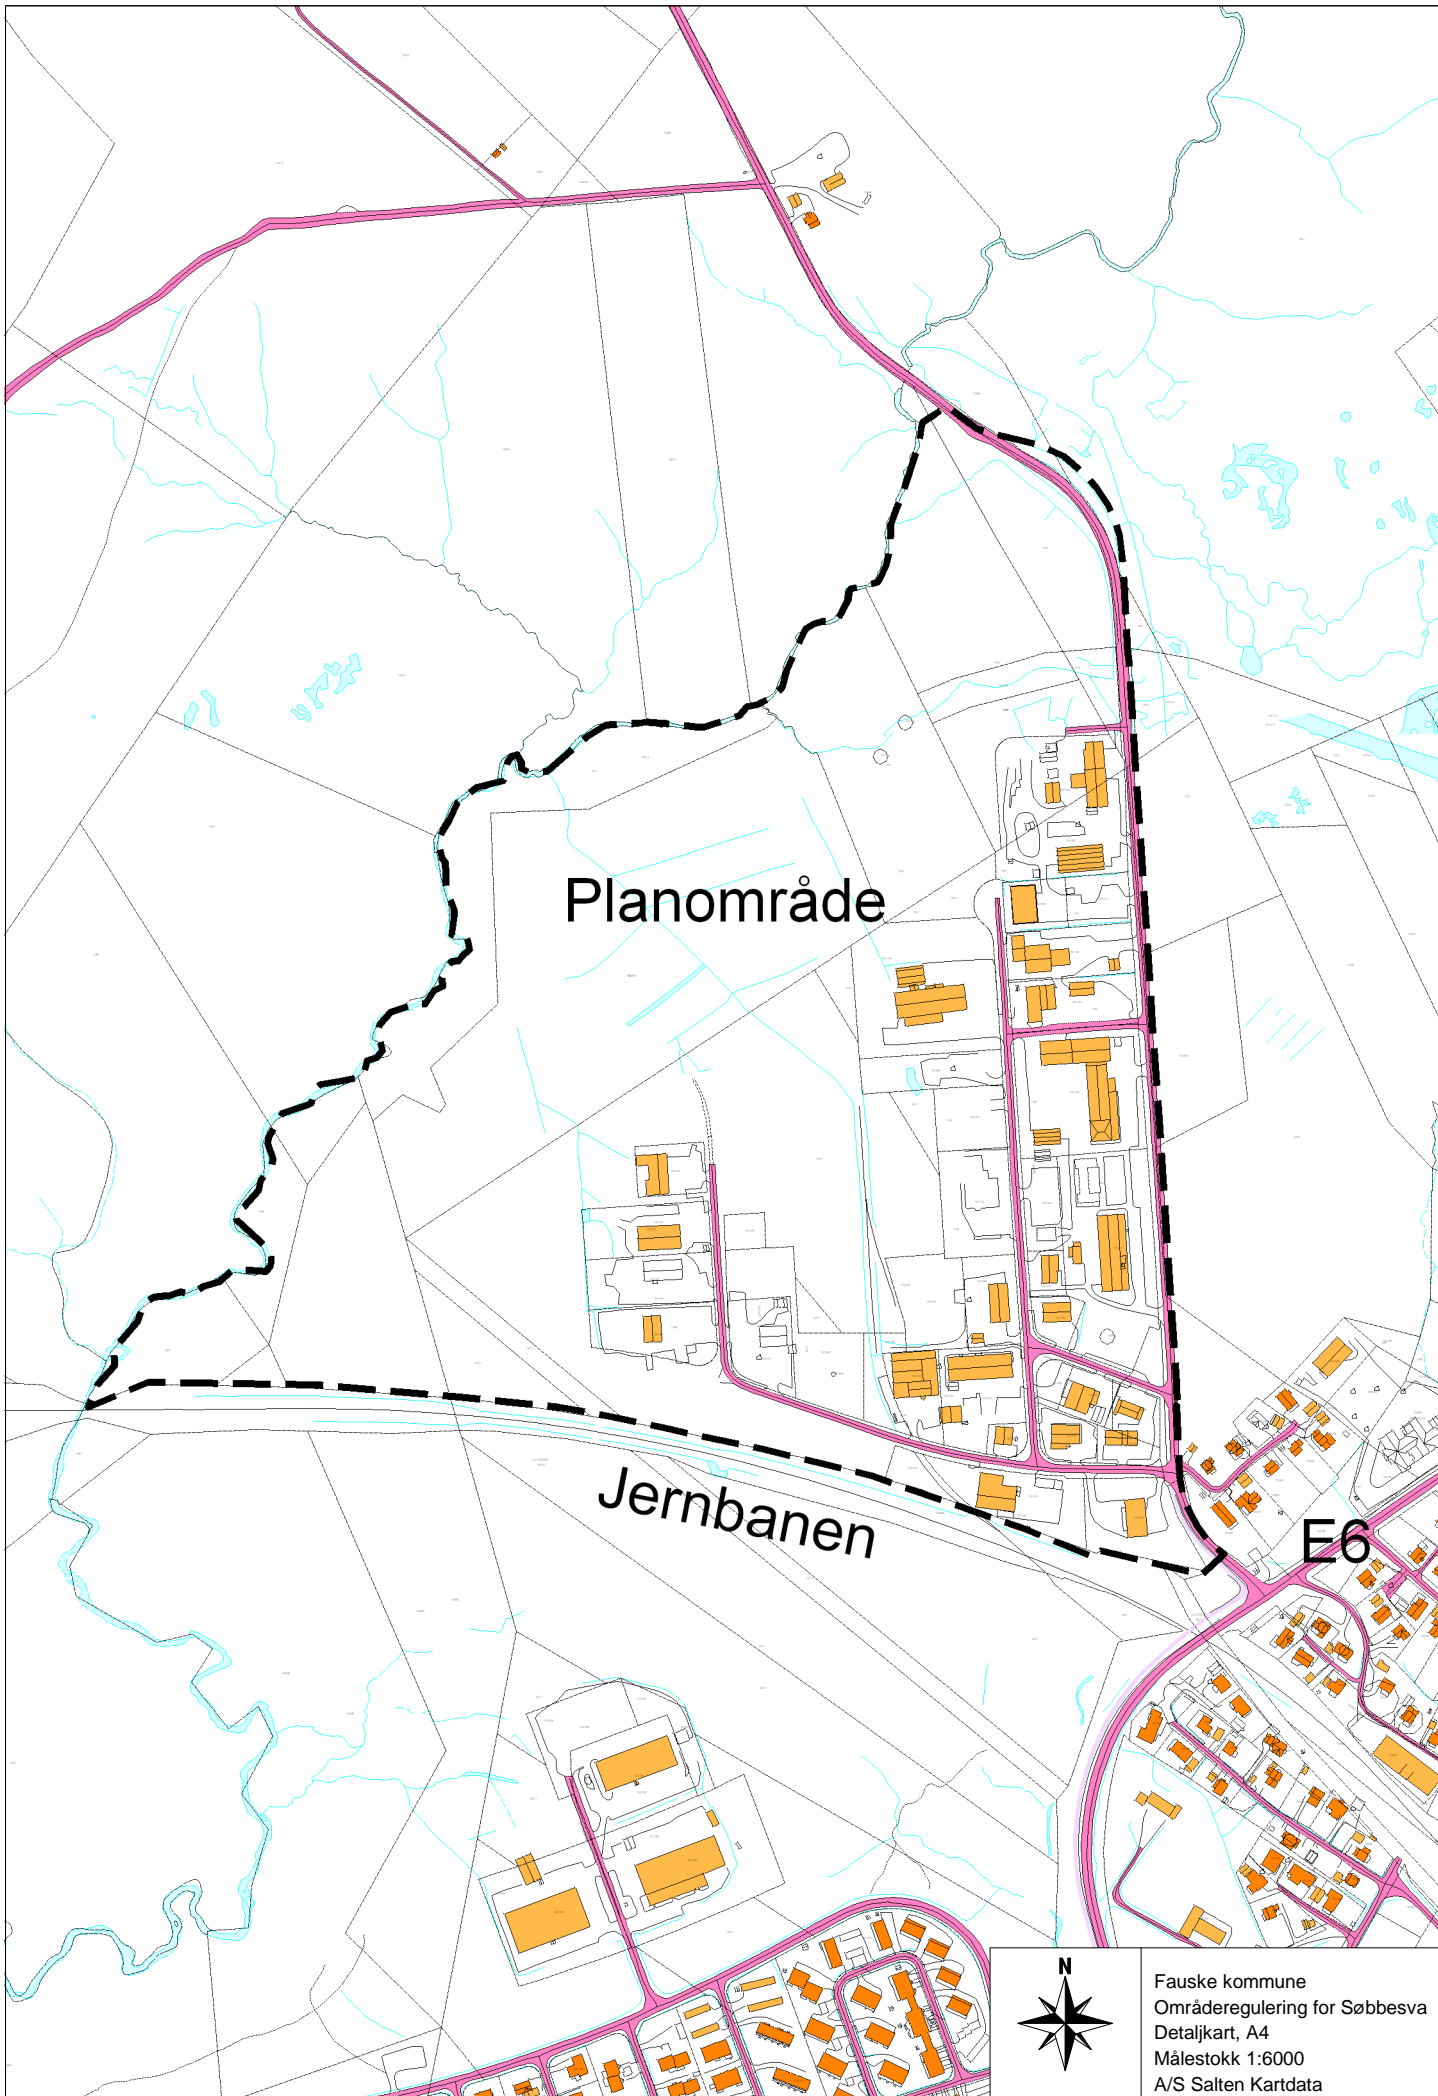 Planområde
Jernbanen
E6
N
Fauske kommune
Områderegulering for Søbbesva
Detaljkart, A4
Målestokk 1:6000
A/S Salten Kartdata